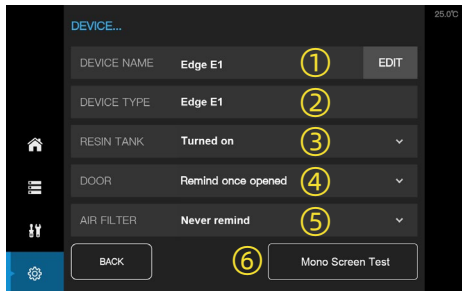 25.0℃
DEVICE...
DEVICE NAME Edge E1 ① EDIT
DEVICE TYPE Edge E1 ②
RESIN TANK Turned on ③
DOOR Remind once opened ④
AIR FILTER Never remind ⑤
BACK ⑥ Mono Screen Test